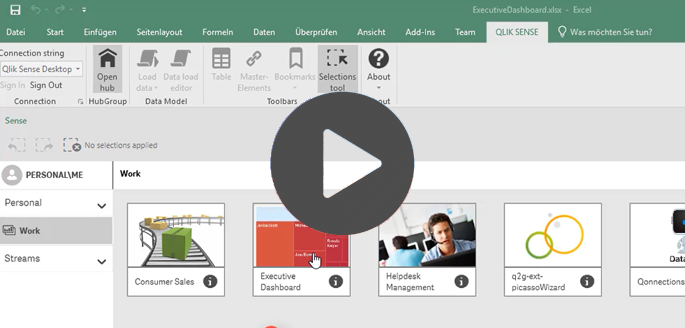 ExecutiveDashboard.xlsx - Excel
Datei Start Einfügen Seitenlayout Formeln Daten Überprüfen Ansicht Add-Ins Team QLIK SENSE Was möchten Sie tun?
Connection string
Qlik Sense Desktop
Sign In Sign Out
Connection
Open
hub
HubGroup
Load
data
Data load
editor
Data Model
Table
Master-
Elements
Bookmarks
Selections
tool
Toolbars
About
Sense
No selections applied
PERSONAL\ME
Personal
Work
Streams
Work
Consumer Sales
Executive
Dashboard
Helpdesk
Management
q2g-ext-
picassoWizard
Qonnections